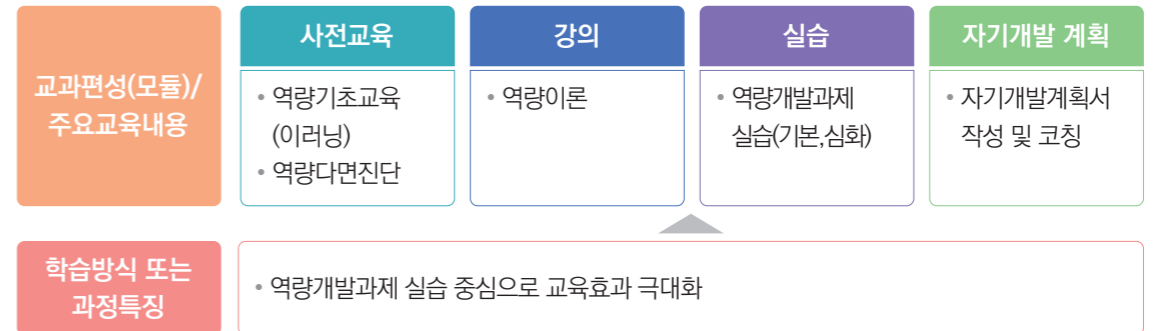 교과편성(모듈)/
주요교육내용
사전교육
• 역량기초교육
(이러닝)
• 역량다면진단
강의
• 역량이론
실습
• 역량개발과제
실습(기본,심화)
자기개발 계획
• 자기개발계획서
작성 및 코칭
학습방식 또는
과정특징
• 역량개발과제 실습 중심으로 교육효과 극대화